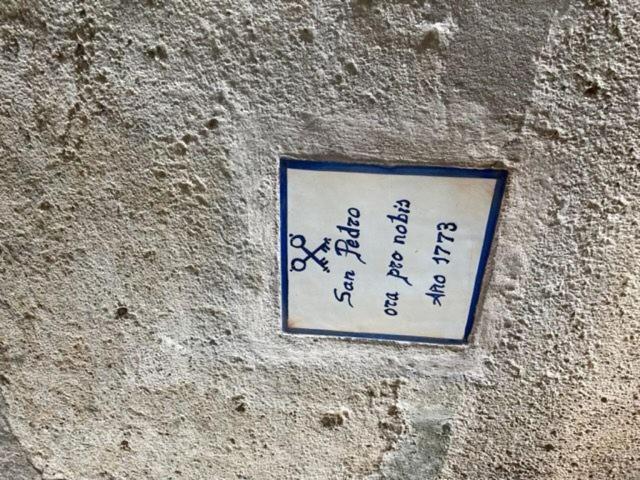 San Pedro
ora pro nobis
Año 1773